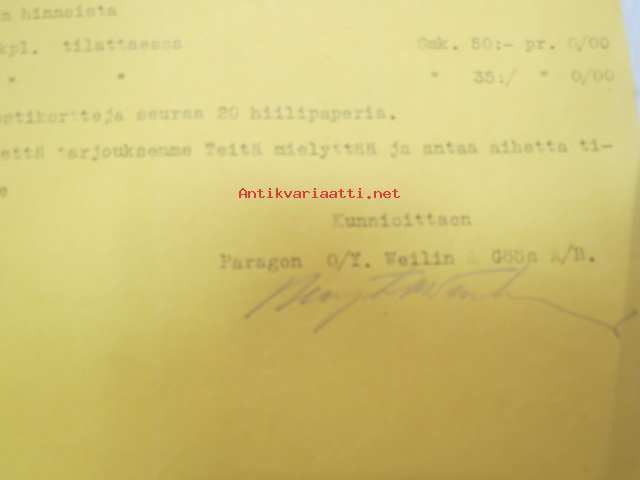 n hinnoista
kpl. tilattaessa Smk. 50:- pr. 0/00
" " " 35:/ " 0/00
ostikortteja seuraa 20 hiilipaperia.
että tarjouksemme Teitä miellyttää ja antaa aihetta ti-
e
Antikvariaatti.net
Kunnioittaen
Paragon O/Y. Weilin & Göös A/B.